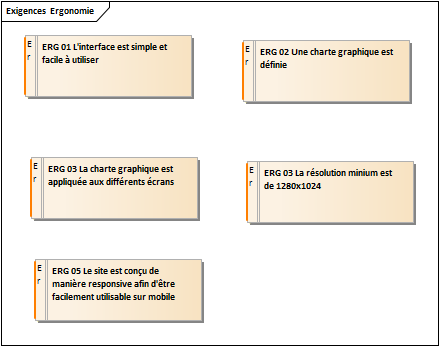 Exigences Ergonomie
E
r
ERG 01 L'interface est simple et
facile à utiliser
E
r
ERG 02 Une charte graphique est
définie
E
r
ERG 03 La charte graphique est
appliquée aux différents écrans
E
r
ERG 03 La résolution minium est
de 1280x1024
E
r
ERG 05 Le site est conçu de
manière responsive afin d'être
facilement utilisable sur mobile